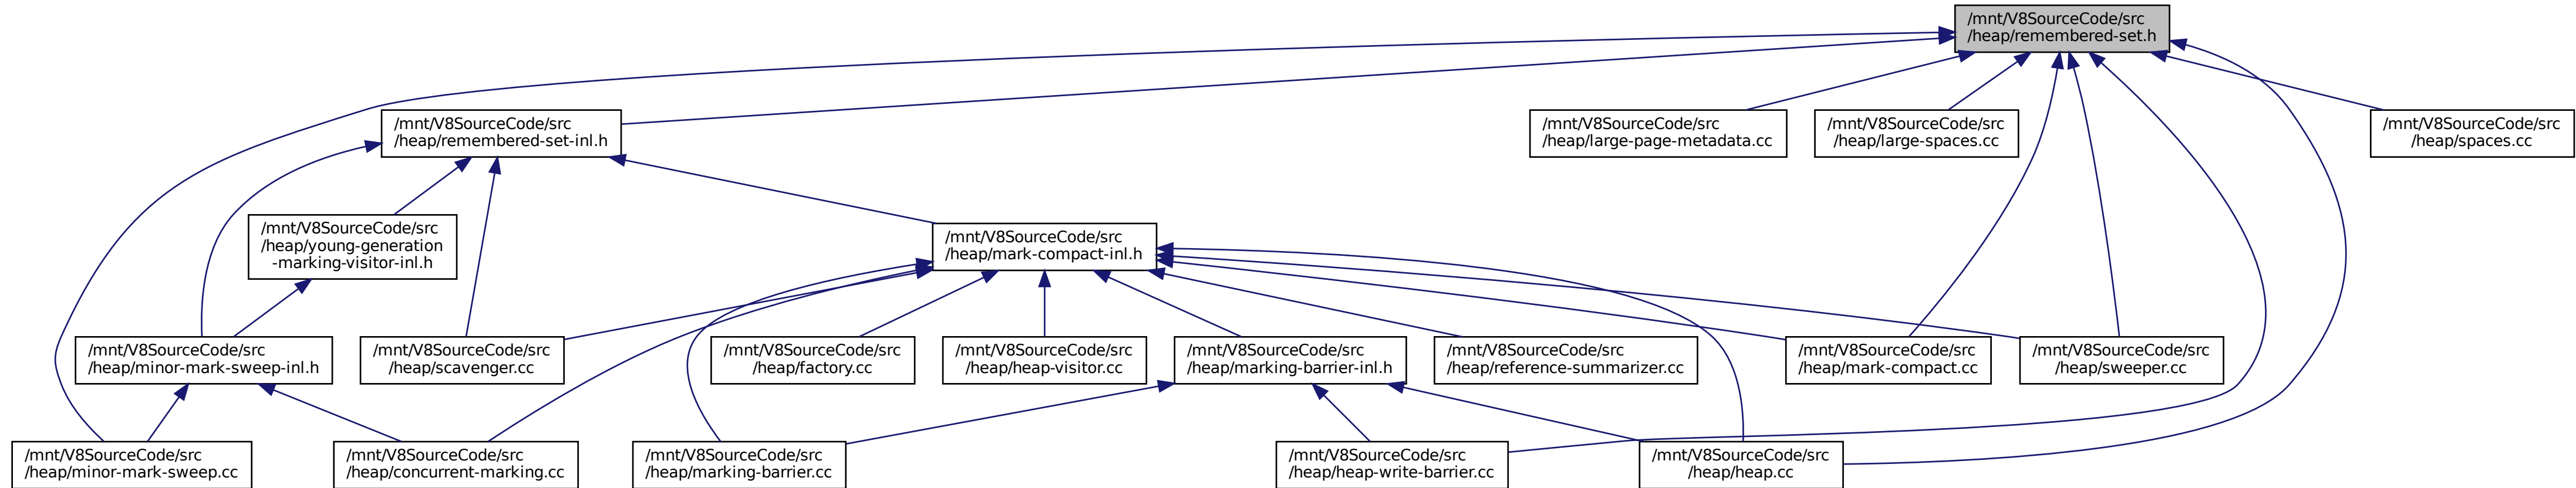 /mnt/V8SourceCode/src
/heap/remembered-set.h
/mnt/V8SourceCode/src
/heap/remembered-set-inl.h
/mnt/V8SourceCode/src
/heap/large-page-metadata.cc
/mnt/V8SourceCode/src
/heap/large-spaces.cc
/mnt/V8SourceCode/src
/heap/spaces.cc
/mnt/V8SourceCode/src
/heap/young-generation
-marking-visitor-inl.h
/mnt/V8SourceCode/src
/heap/mark-compact-inl.h
/mnt/V8SourceCode/src
/heap/minor-mark-sweep-inl.h
/mnt/V8SourceCode/src
/heap/scavenger.cc
/mnt/V8SourceCode/src
/heap/factory.cc
/mnt/V8SourceCode/src
/heap/heap-visitor.cc
/mnt/V8SourceCode/src
/heap/marking-barrier-inl.h
/mnt/V8SourceCode/src
/heap/reference-summarizer.cc
/mnt/V8SourceCode/src
/heap/mark-compact.cc
/mnt/V8SourceCode/src
/heap/sweeper.cc
/mnt/V8SourceCode/src
/heap/minor-mark-sweep.cc
/mnt/V8SourceCode/src
/heap/concurrent-marking.cc
/mnt/V8SourceCode/src
/heap/marking-barrier.cc
/mnt/V8SourceCode/src
/heap/heap-write-barrier.cc
/mnt/V8SourceCode/src
/heap/heap.cc